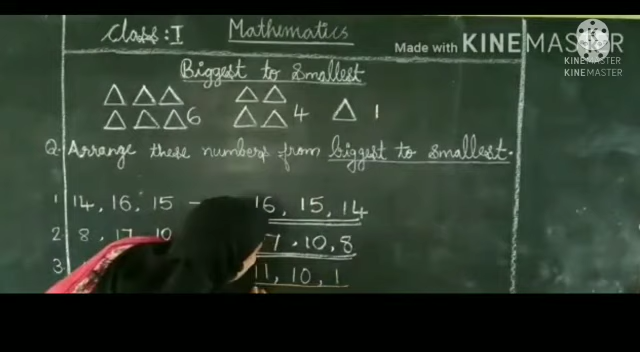 Class: I Mathematics
Made with KINEMASTER
KINEMASTER
KINEMASTER
Biggest to Smallest
6 4 1
Q. Arrange these numbers from biggest to smallest.
1 14, 16, 15 – 16, 15, 14
2. 8, 17, 10 7, 10, 8
3 11, 10, 1